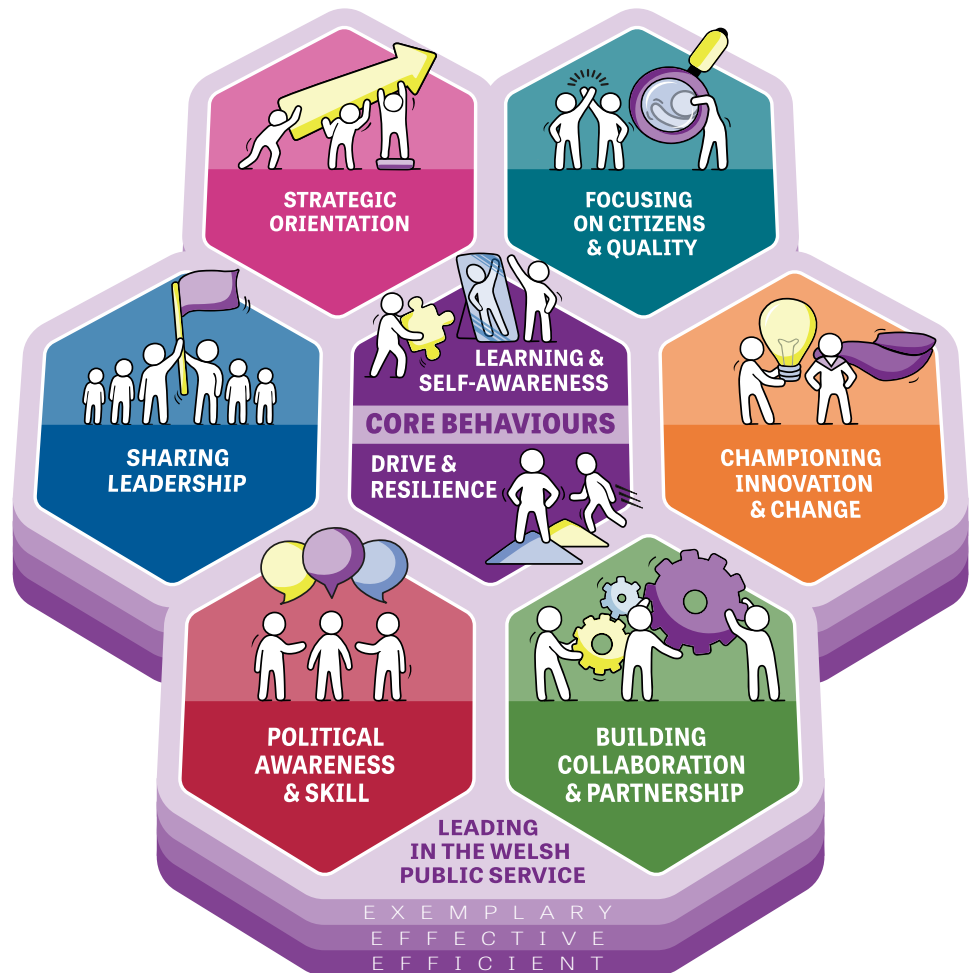 STRATEGIC
ORIENTATION
FOCUSING
ON CITIZENS
& QUALITY
SHARING
LEADERSHIP
LEARNING &
SELF-AWARENESS
CORE BEHAVIOURS
DRIVE &
RESILIENCE
CHAMPIONING
INNOVATION
& CHANGE
POLITICAL
AWARENESS
& SKILL
BUILDING
COLLABORATION
& PARTNERSHIP
LEADING
IN THE WELSH
PUBLIC SERVICE
EXEMPLARY
EFFECTIVE
EFFICIENT